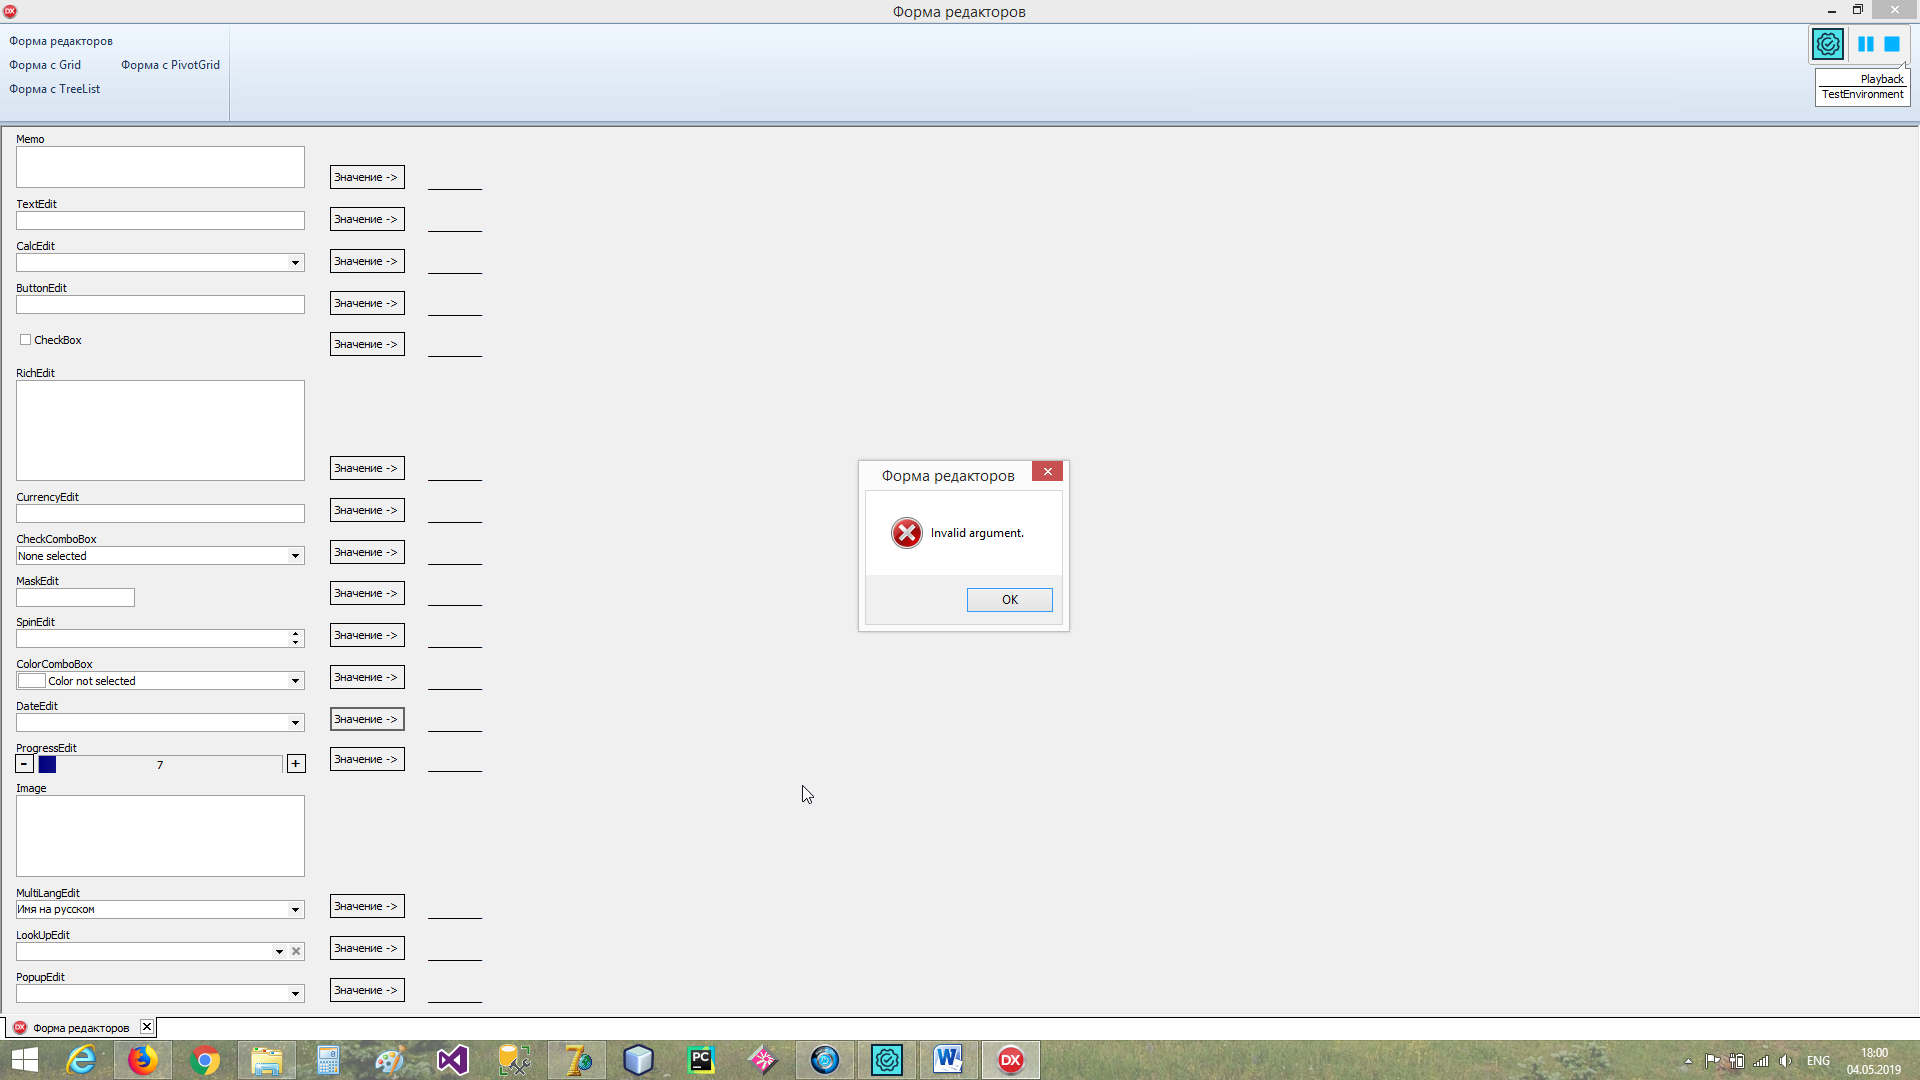 Форма редакторов
Форма редакторов
Форма с Grid
Форма с PivotGrid
Форма с TreeList
Playback
TestEnvironment
Memo
Значение ->
TextEdit
Значение ->
CalcEdit
Значение ->
ButtonEdit
Значение ->
CheckBox
Значение ->
RichEdit
Значение ->
CurrencyEdit
Значение ->
CheckComboBox
None selected
Значение ->
MaskEdit
Значение ->
SpinEdit
Значение ->
ColorComboBox
Color not selected
Значение ->
DateEdit
Значение ->
ProgressEdit
- 7 +
Значение ->
Image
MultiLangEdit
Имя на русском
Значение ->
LookUpEdit
Значение ->
PopupEdit
Значение ->
Форма редакторов
Invalid argument.
OK
DX Форма редакторов
PC
DX
ENG
18:00
04.05.2019